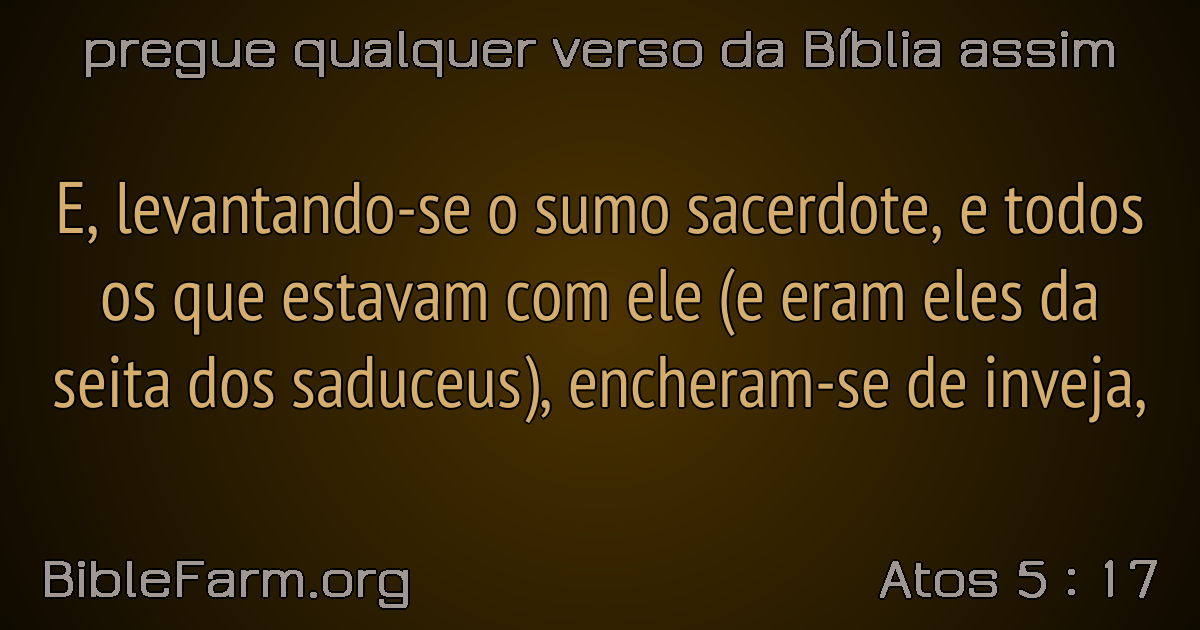 pregue qualquer verso da Bíblia assim
E, levantando-se o sumo sacerdote, e todos
os que estavam com ele (e eram eles da
seita dos saduceus), encheram-se de inveja,
BibleFarm.org
Atos 5 : 17